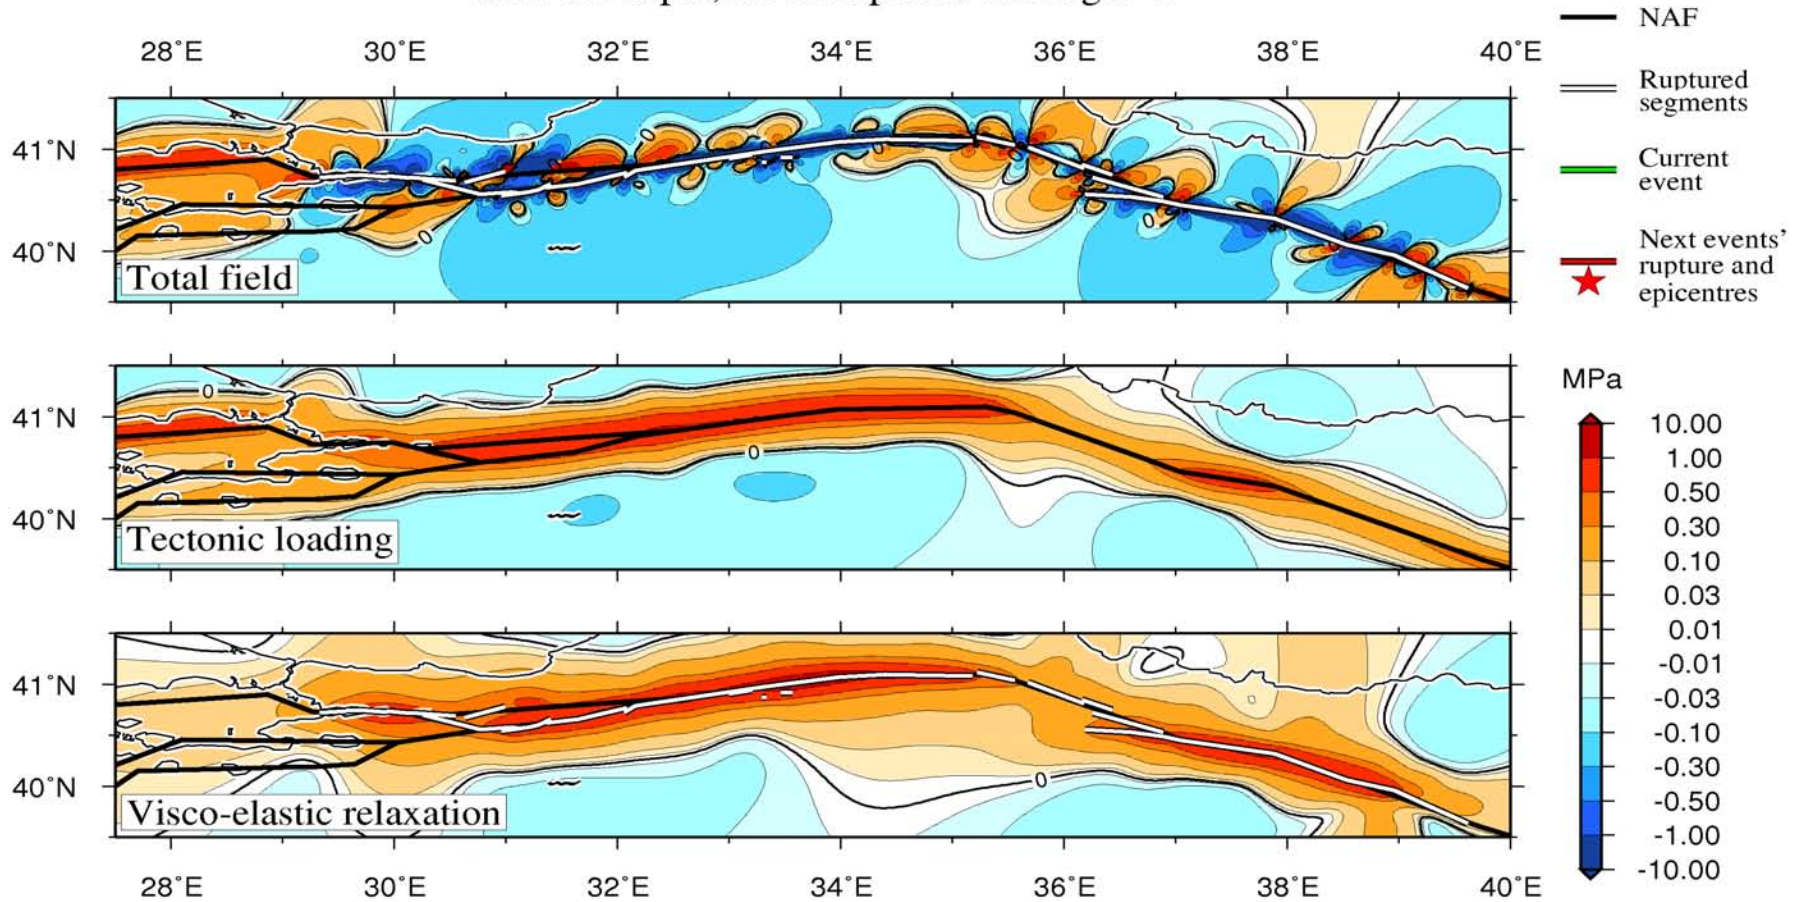 28°E 30°E 32°E 34°E 36°E 38°E 40°E
NAF
Ruptured
segments
Current
event
Next events’
rupture and
epicentres
41°N
40°N
0
0
0
Total field
MPa
10.00
1.00
0.50
0.30
0.10
0.03
0.01
-0.01
-0.03
-0.10
-0.30
-0.50
-1.00
-10.00
41°N
40°N
0
0
Tectonic loading
41°N
40°N
0
Visco-elastic relaxation
28°E 30°E 32°E 34°E 36°E 38°E 40°E